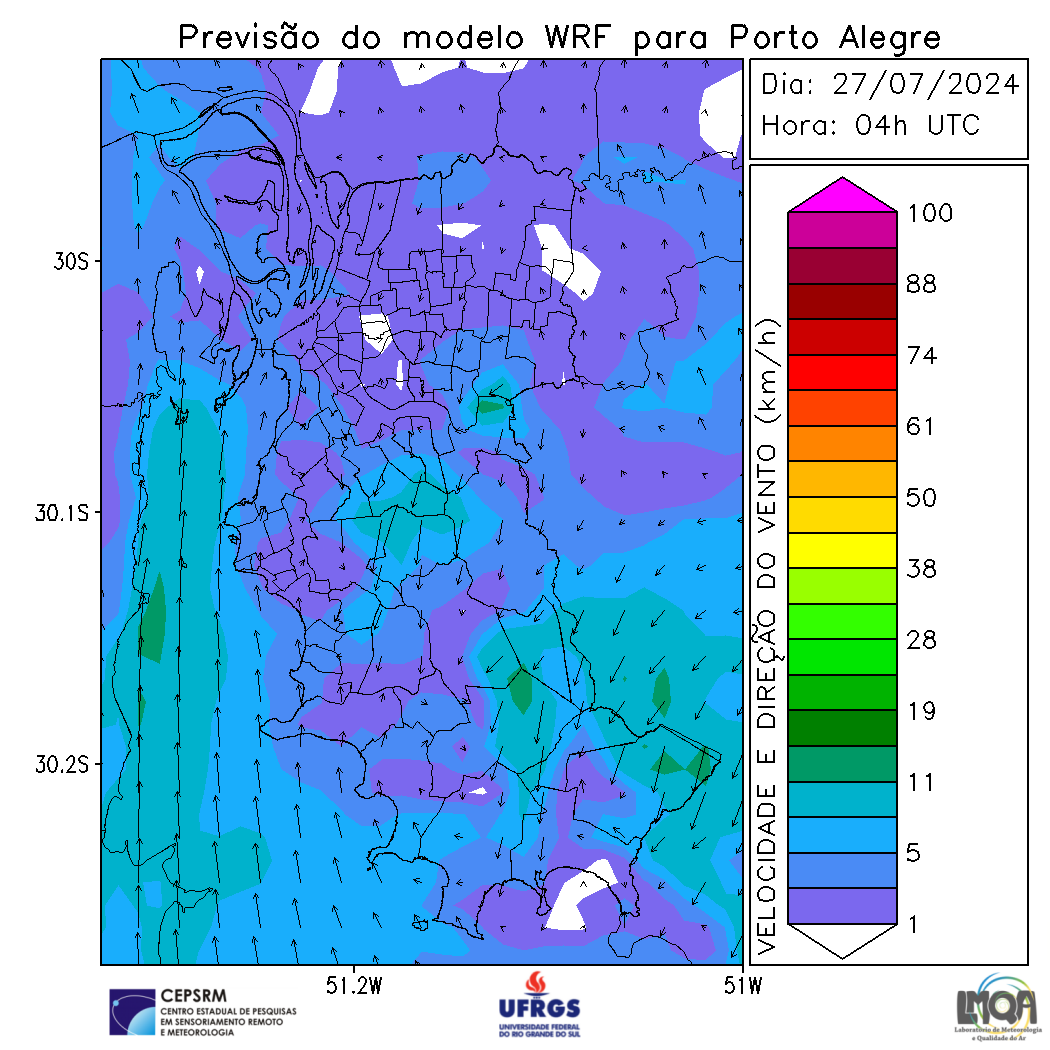 Previsão do modelo WRF para Porto Alegre
Dia: 27/07/2024
Hora: 04h UTC
30S
30.1S
30.2S
51.2W
51W
VELOCIDADE E DIREÇÃO DO VENTO (km/h)
100
88
74
61
50
38
28
19
11
5
1
CEPSRM
CENTRO ESTADUAL DE PESQUISAS
EM SENSORIAMENTO REMOTO
E METEOROLOGIA
UFRGS
UNIVERSIDADE FEDERAL
DO RIO GRANDE DO SUL
LMQA
Laboratório de Meteorologia
e Qualidade do Ar